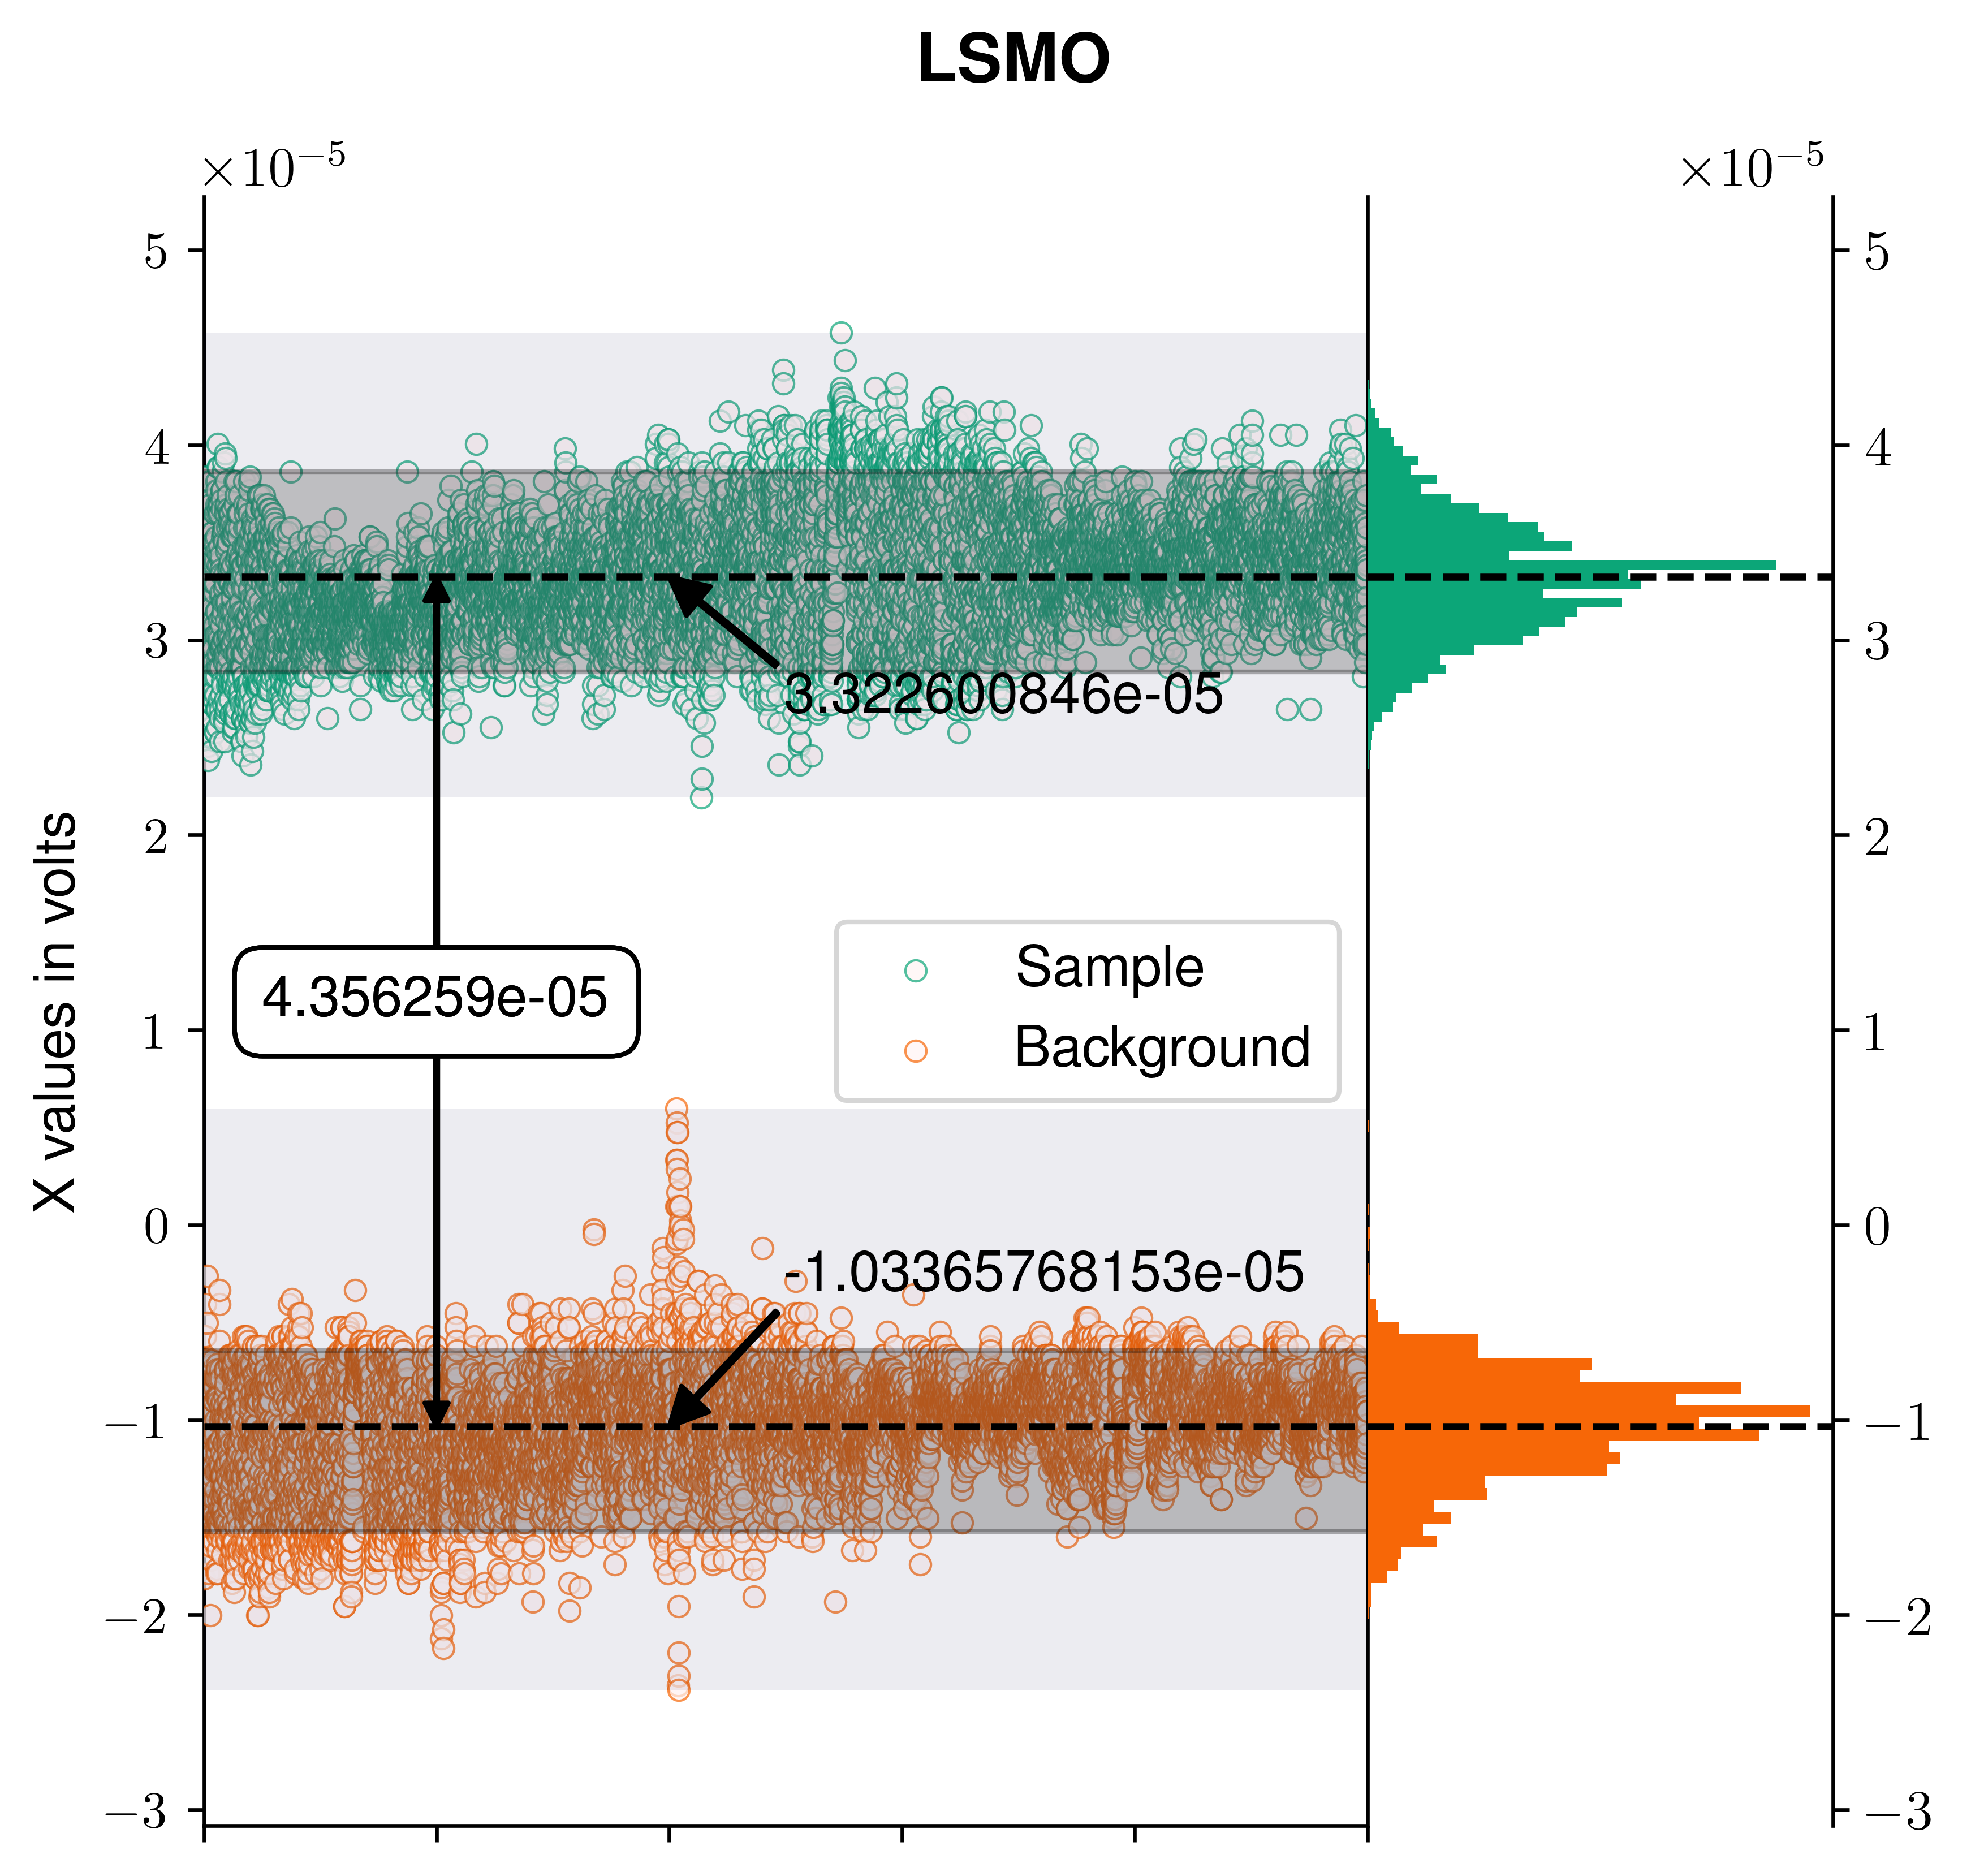 LSMO
×10⁻⁵ ×10⁻⁵
5 5
4 4
3 3
3.322600846e-05
2 2
X values in volts
Sample
4.356259e-05
1 1
Background
0 0
-1.03365768153e-05
−1 −1
−2 −2
−3 −3